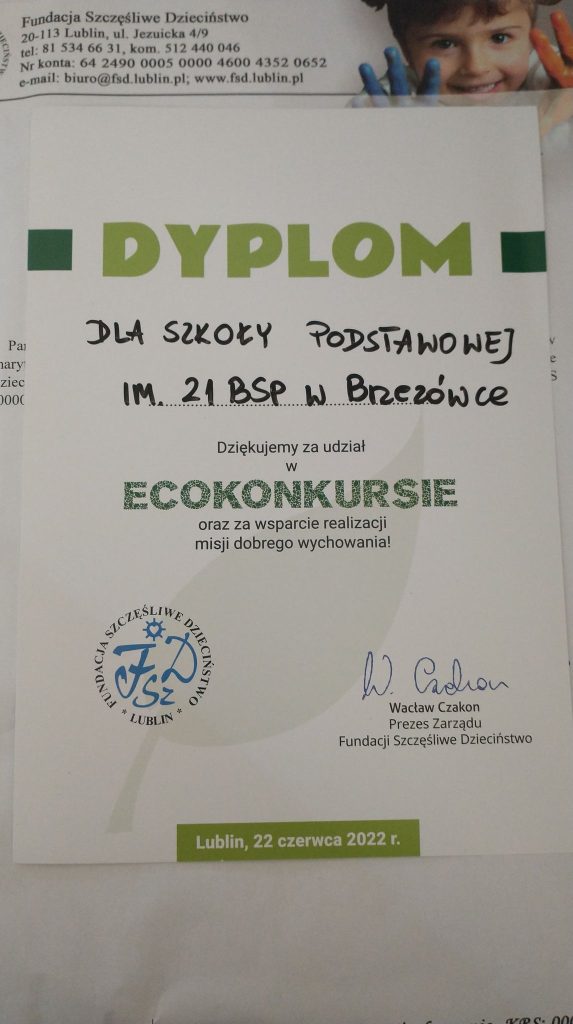 Fundacja Szczęśliwe Dzieciństwo
20-113 Lublin, ul. Jezuicka 4/9
tel: 81 534 66 31, kom. 512 440 046
Nr konta: 64 2490 0005 0000 4600 4352 0652
e-mail: biuro@fsd.lublin.pl; www.fsd.lublin.pl
DYPLOM
DLA SZKOŁY PODSTAWOWEJ
IM. 21 BSP W BRZEZÓWCE
Dziękujemy za udział
w
ECOKONKURSIE
oraz za wsparcie realizacji
misji dobrego wychowania!
FUNDACJA SZCZĘŚLIWE DZIECIŃSTWO
FSzD
* LUBLIN *
W. Czakon
Wacław Czakon
Prezes Zarządu
Fundacji Szczęśliwe Dzieciństwo
Lublin, 22 czerwca 2022 r.